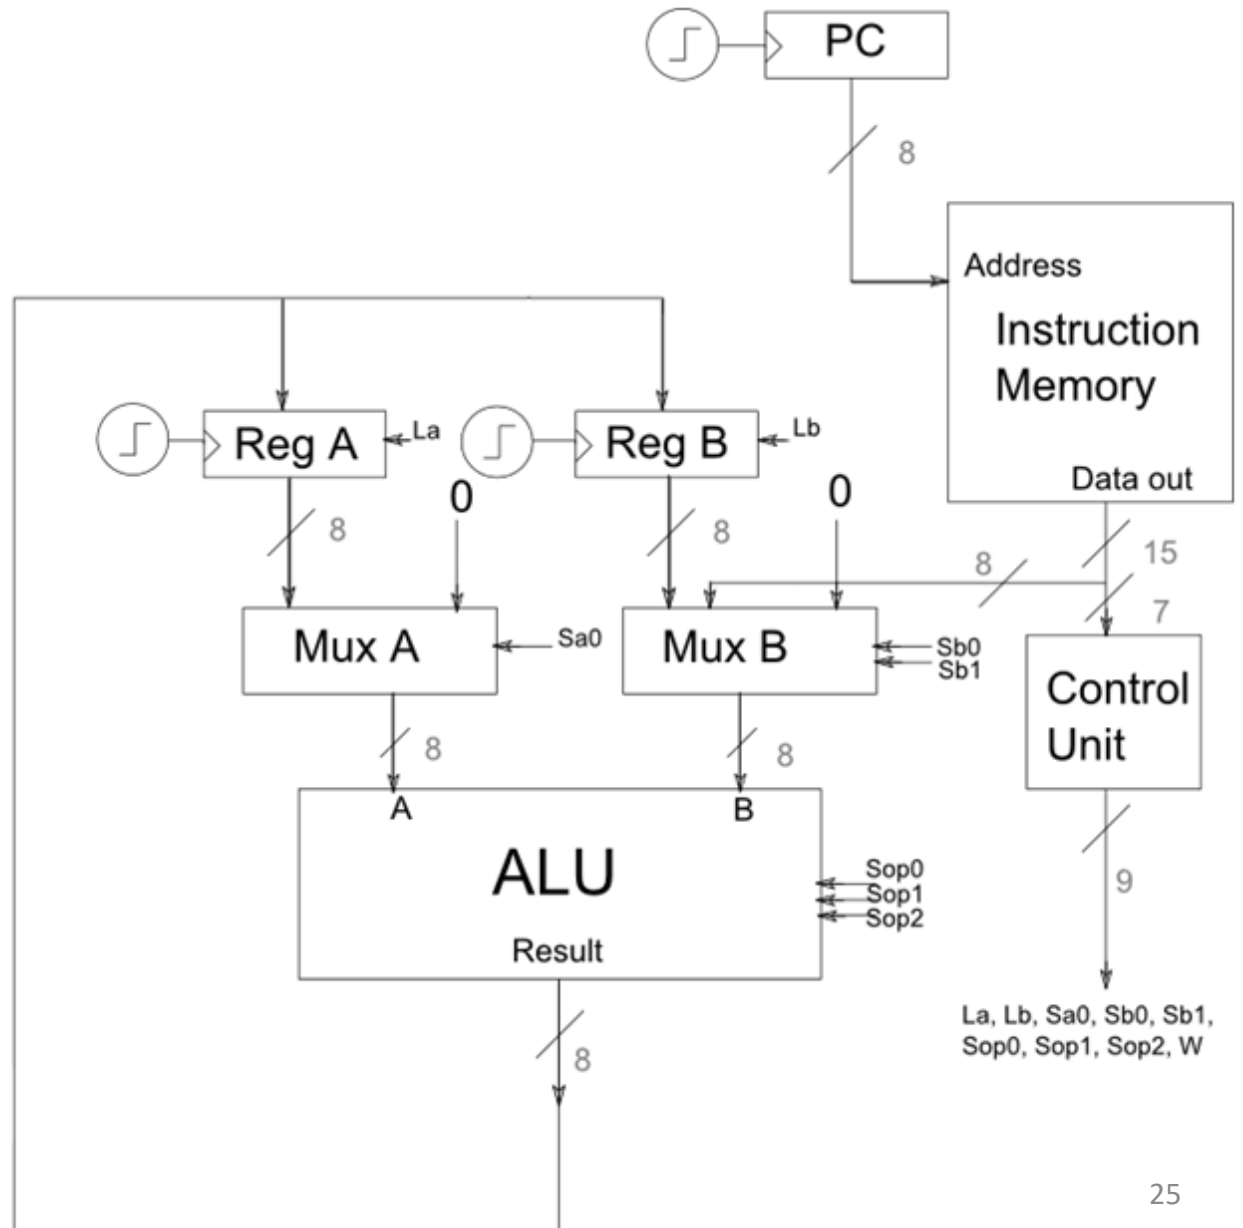 PC
8
Address
Instruction
Memory
Data out
Reg A
La
Reg B
Lb
0
0
8
8
8
15
7
Mux A
Sa0
Mux B
Sb0
Sb1
Control
Unit
8
8
A
B
ALU
Sop0
Sop1
Sop2
Result
9
8
La, Lb, Sa0, Sb0, Sb1,
Sop0, Sop1, Sop2, W
25